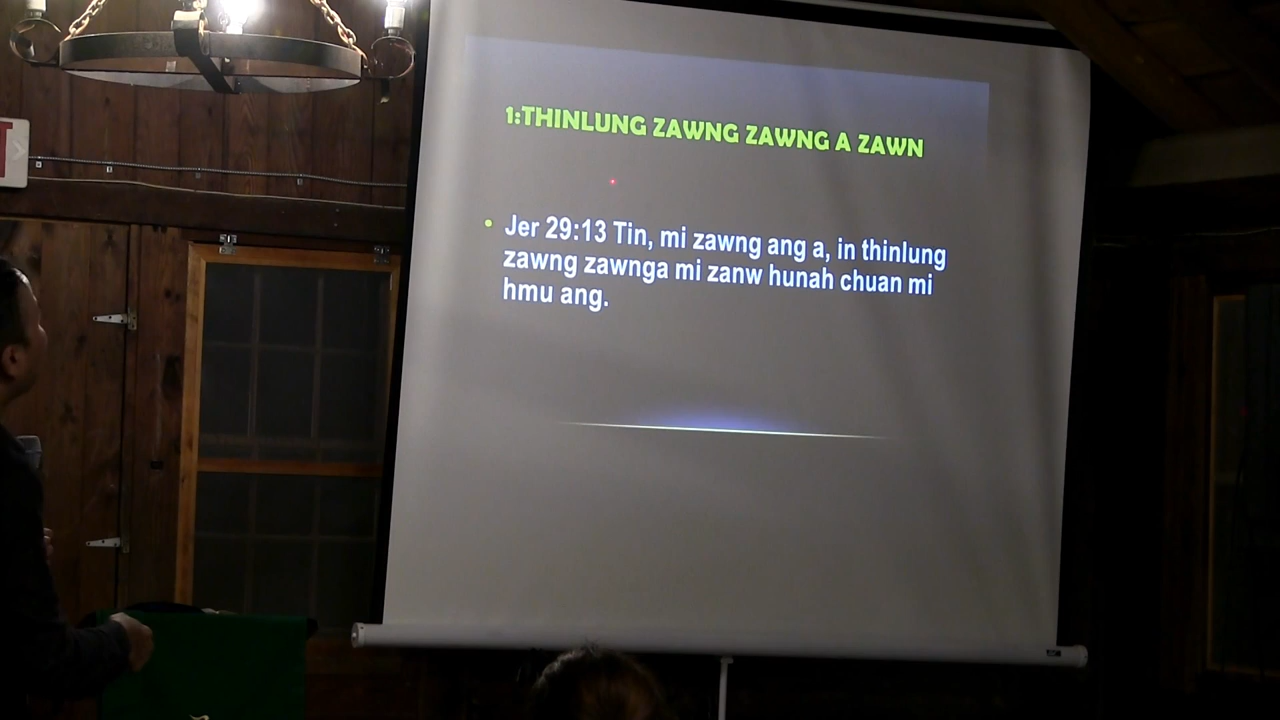 1:THINLUNG ZAWNG ZAWNG A ZAWN
Jer 29:13 Tin, mi zawng ang a, in thinlung
zawng zawnga mi zanw hunah chuan mi
hmu ang.